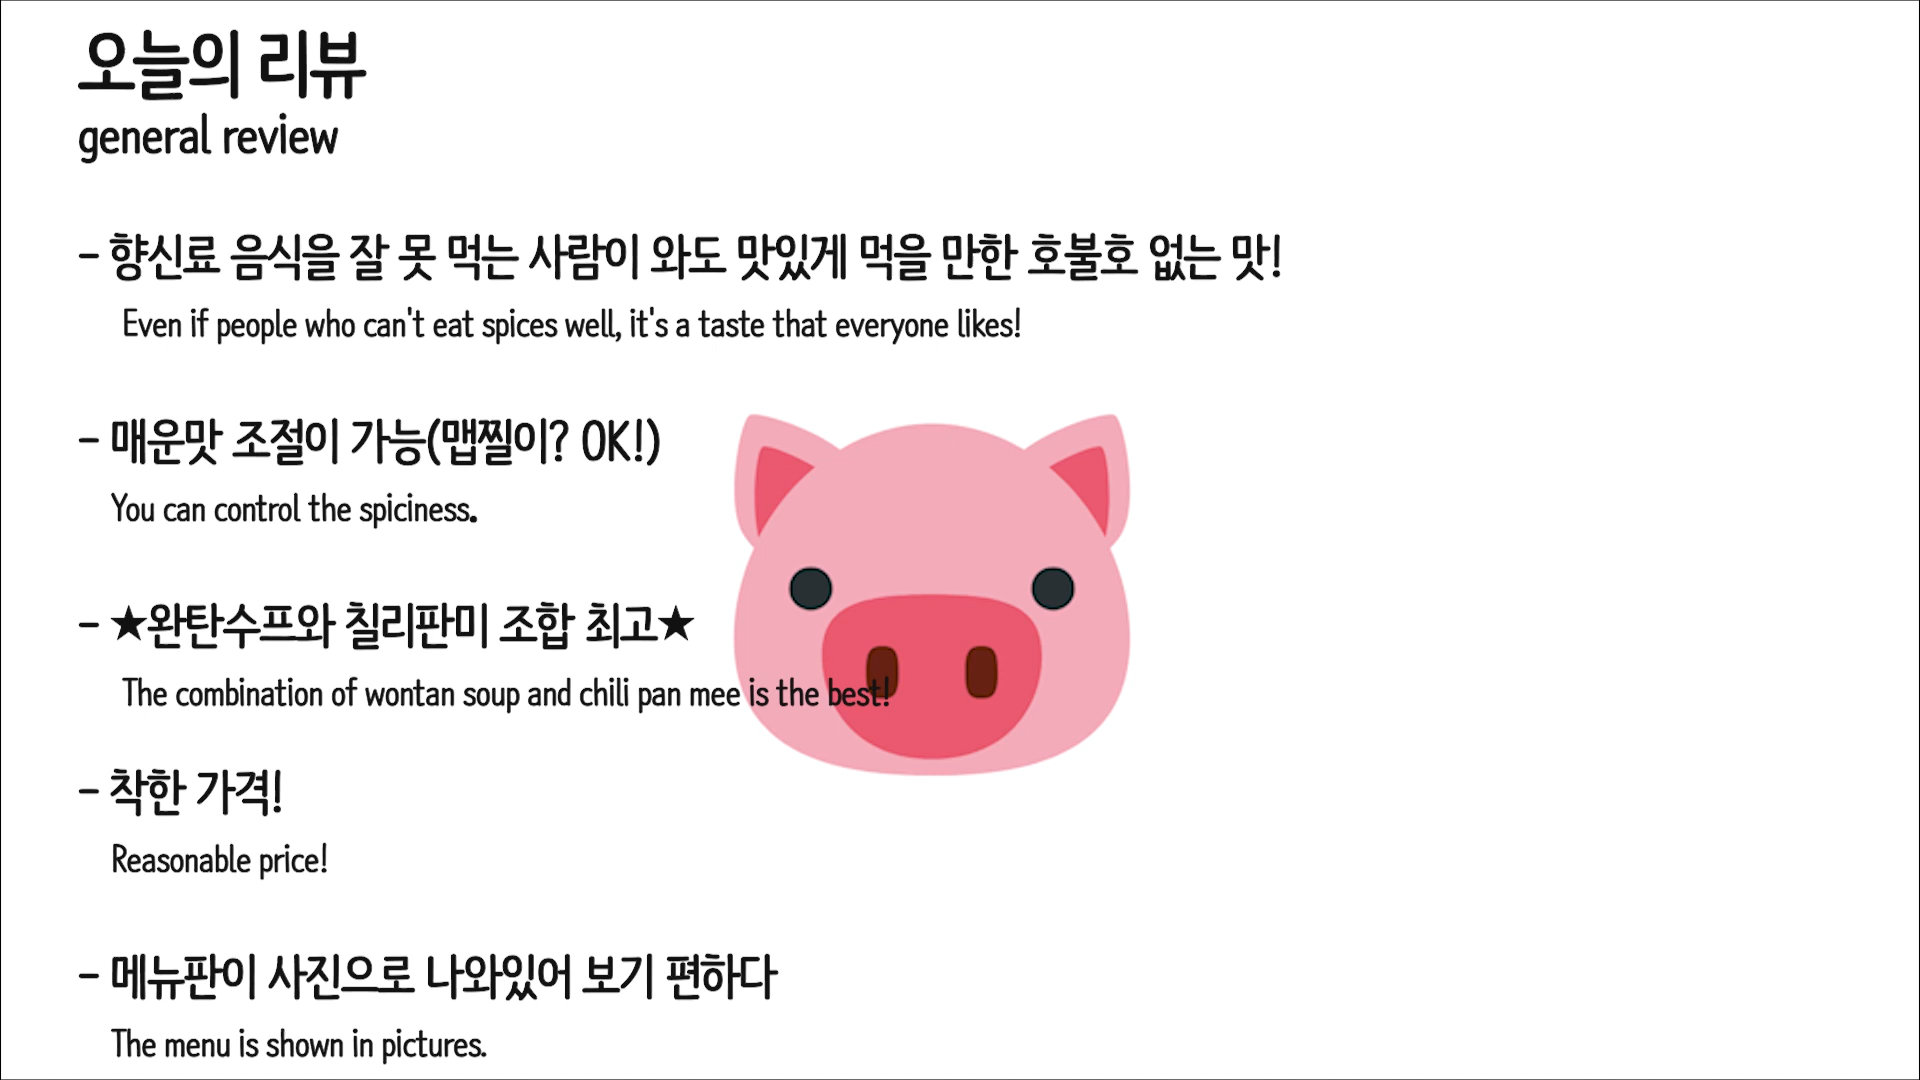 오늘의 리뷰
general review
- 향신료 음식을 잘 못 먹는 사람이 와도 맛있게 먹을 만한 호불호 없는 맛!
Even if people who can't eat spices well, it's a taste that everyone likes!
- 매운맛 조절이 가능(맵찔이? OK!)
You can control the spiciness.
- ★완탄수프와 칠리판미 조합 최고★
The combination of wontan soup and chili pan mee is the best!
- 착한 가격!
Reasonable price!
- 메뉴판이 사진으로 나와있어 보기 편하다
The menu is shown in pictures.